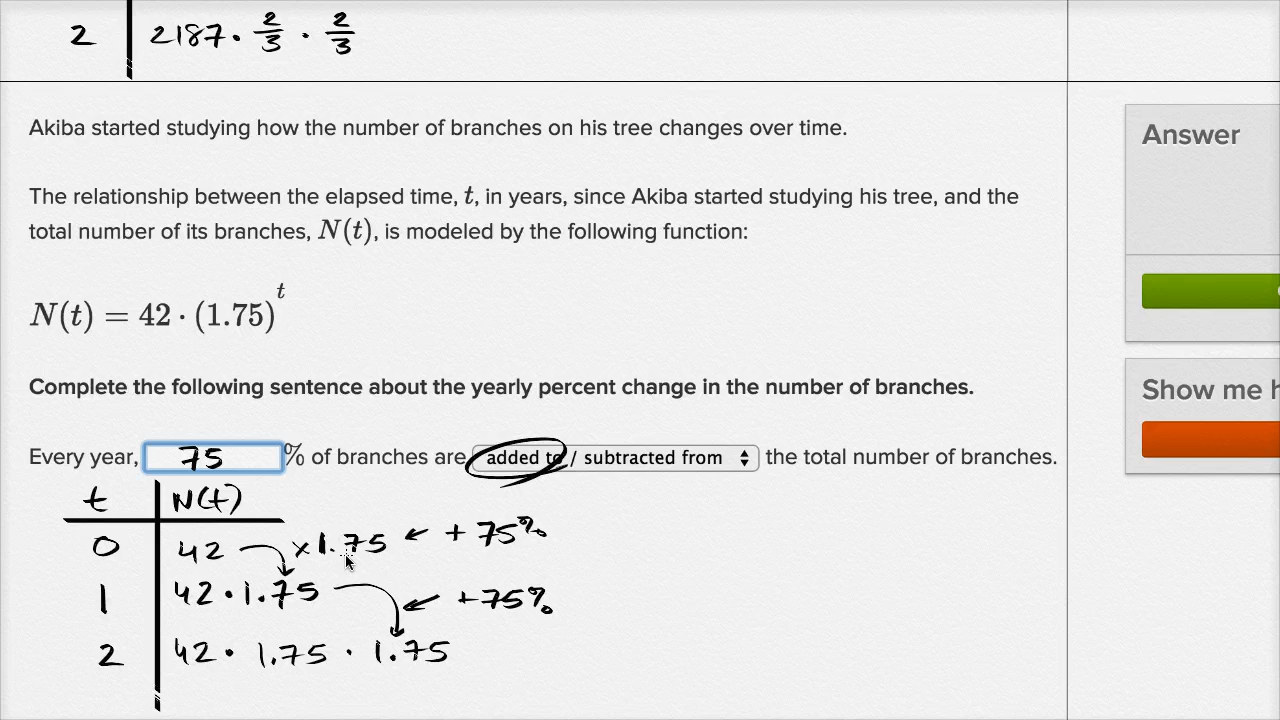 2 2187 · 2/3 · 2/3
Akiba started studying how the number of branches on his tree changes over time.
Answer
The relationship between the elapsed time, t, in years, since Akiba started studying his tree, and the
total number of its branches, N(t), is modeled by the following function:
N(t) = 42 · (1.75)^t
Complete the following sentence about the yearly percent change in the number of branches.
Show me h
Every year, 75 % of branches are added to / subtracted from the total number of branches.
t N(t)
0 42 ×1.75 ← + 75%
1 42 · 1.75 ← +75%
2 42 · 1.75 · 1.75